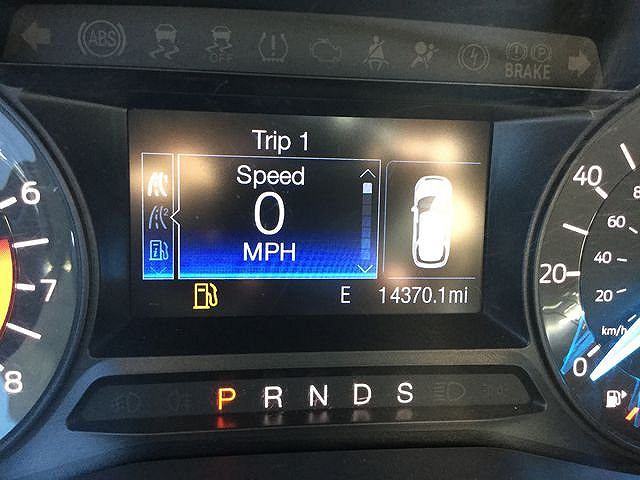 ABS
OFF
BRAKE
Trip 1
Speed
0
MPH
2
E 14370.1mi
P R N D S
6
7
8
40
20
0
60
40
20
km/h